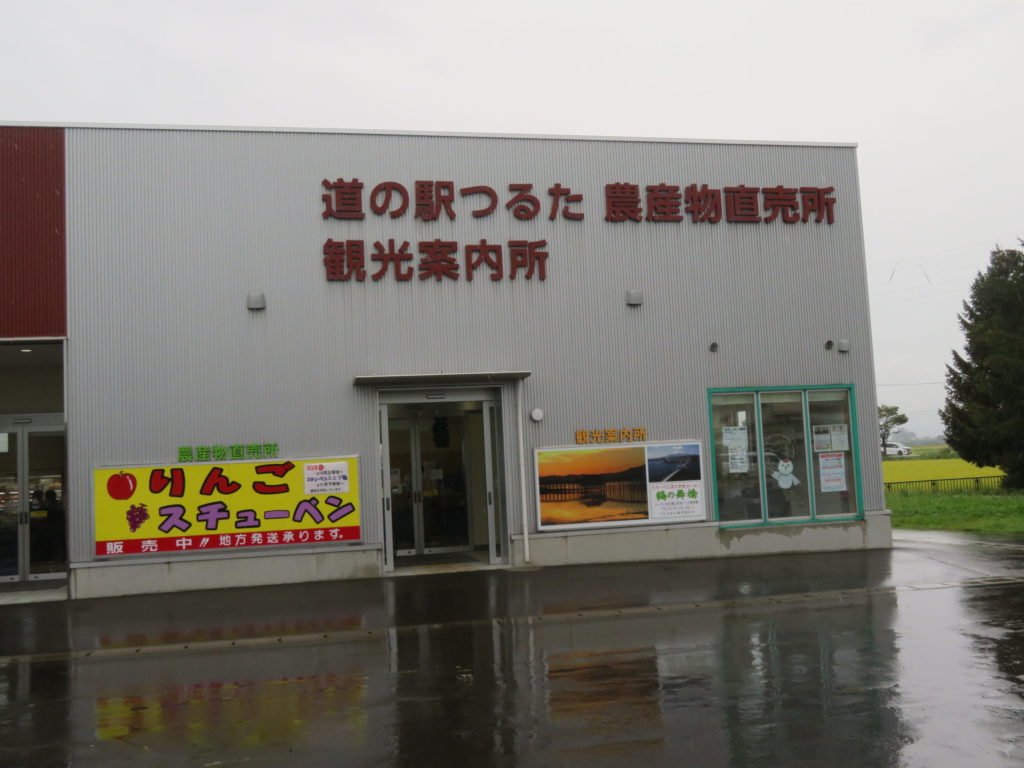 道の駅つるた 農産物直売所
観光案内所
農産物直売所
りんご
スチューベン
販売中!! 地方発送承ります。
観光案内所
鶴の舞橋